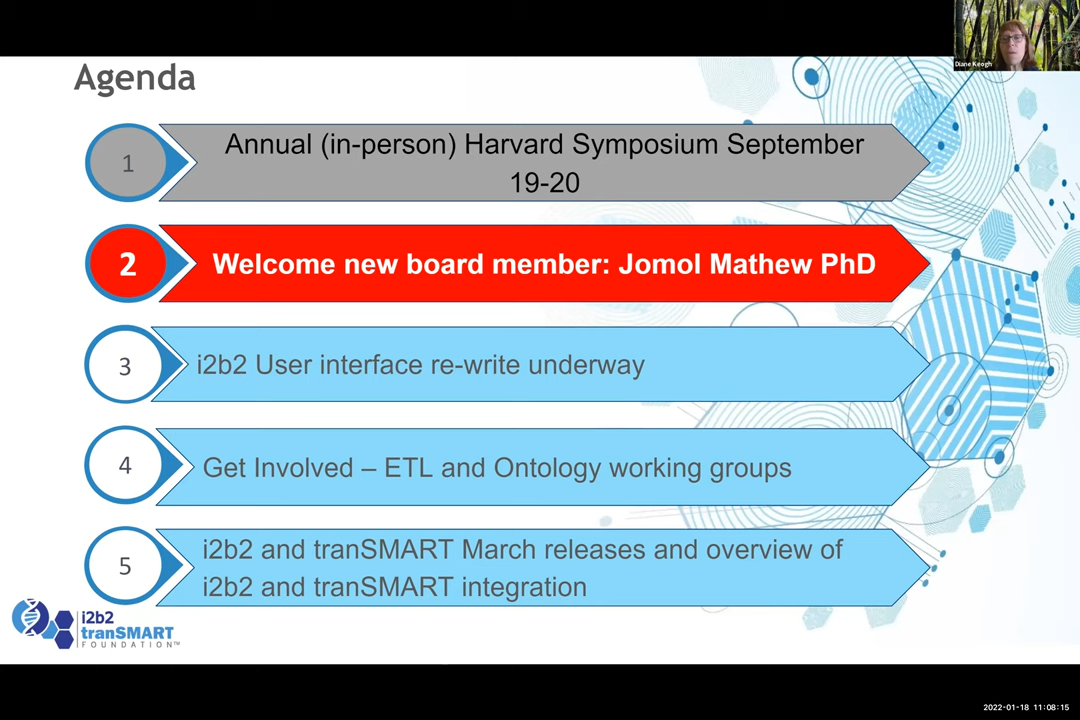 Diane Keogh
Agenda
1
Annual (in-person) Harvard Symposium September
19-20
2
Welcome new board member: Jomol Mathew PhD
3
i2b2 User interface re-write underway
4
Get Involved – ETL and Ontology working groups
5
i2b2 and tranSMART March releases and overview of
i2b2 and tranSMART integration
i2b2
tranSMART
FOUNDATION™
2022-01-18 11:08:15